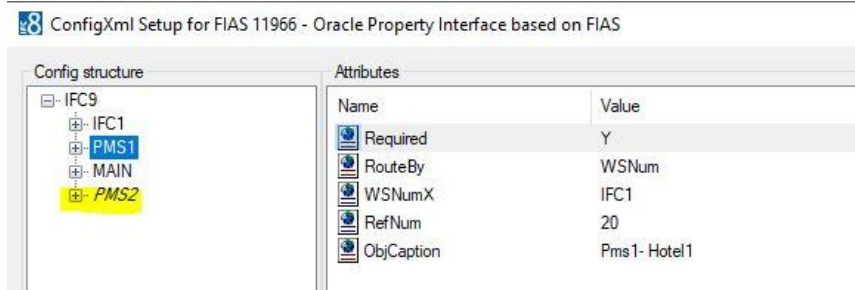 ConfigXml Setup for FIAS 11966 - Oracle Property Interface based on FIAS
Config structure
IFC9
IFC1
PMS1
MAIN
PMS2
Attributes
Name Value
Required Y
RouteBy WSNum
WSNumX IFC1
RefNum 20
ObjCaption Pms1- Hotel1